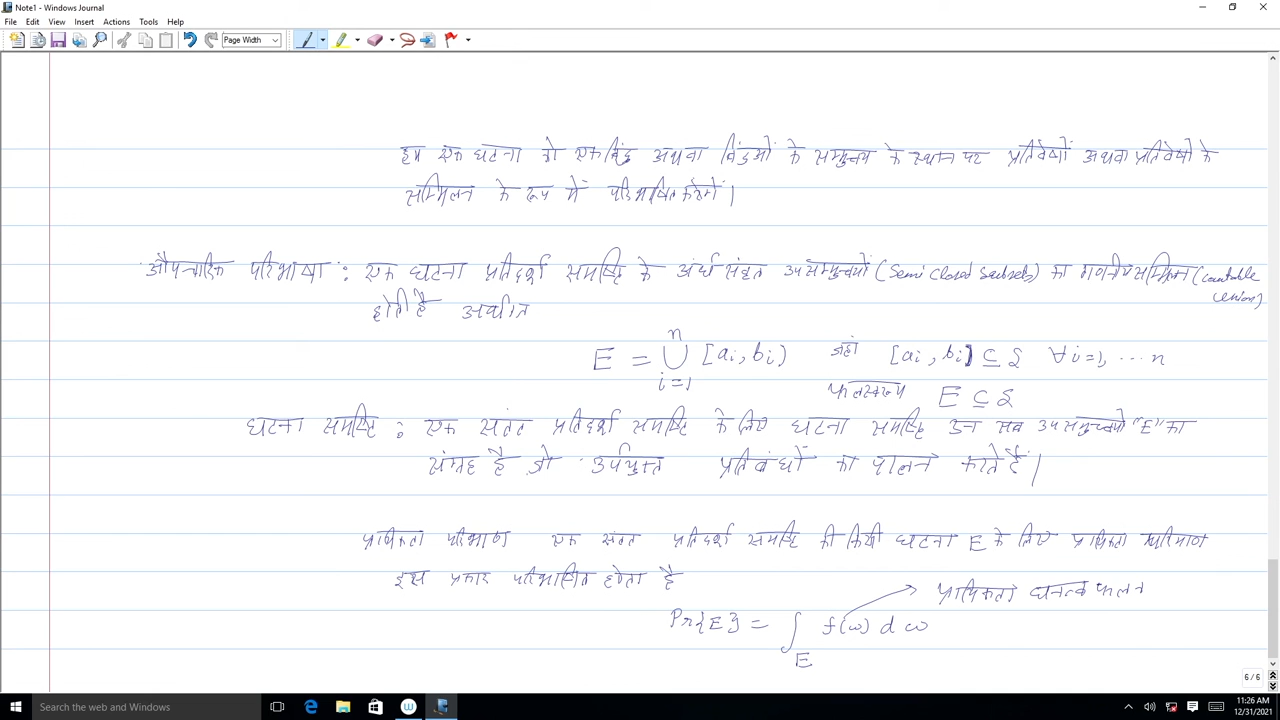 Note1 - Windows Journal
File Edit View Insert Actions Tools Help
Page Width
हम एक घटना को एक बिंदु अथवा बिंदुओं के समुच्चय के स्थान पर प्रतिवेशों अथवा प्रतिवेशों के
सम्मिलन के रूप में परिभाषित करेंगे।
औपचारिक परिभाषा : एक घटना प्रतिदर्श समष्टि के अर्ध संवृत उपसमुच्चयों (Semi closed subsets) का गणनीय सम्मिलन (countable
union)
होती है अर्थात
n
E = ∪ [ai, bi) जहां [ai, bi) ⊆ S ∀ i=1, ... n
i=1
फलस्वरूप E ⊆ S
घटना समष्टि : एक संतत प्रतिदर्श समष्टि के लिए घटना समष्टि उन सब उपसमुच्चयों "E" का
संग्रह है जो उपर्युक्त प्रतिबंधों का पालन करते हैं।
प्रायिकता परिमाण एक संतत प्रतिदर्श समष्टि की किसी घटना E के लिए प्रायिकता परिमाण
इस प्रकार परिभाषित होता है
प्रायिकता घनत्व फलन
Pr{E} = ∫ f(ω) dω
E
6 / 6
Search the web and Windows
11:26 AM
12/31/2021